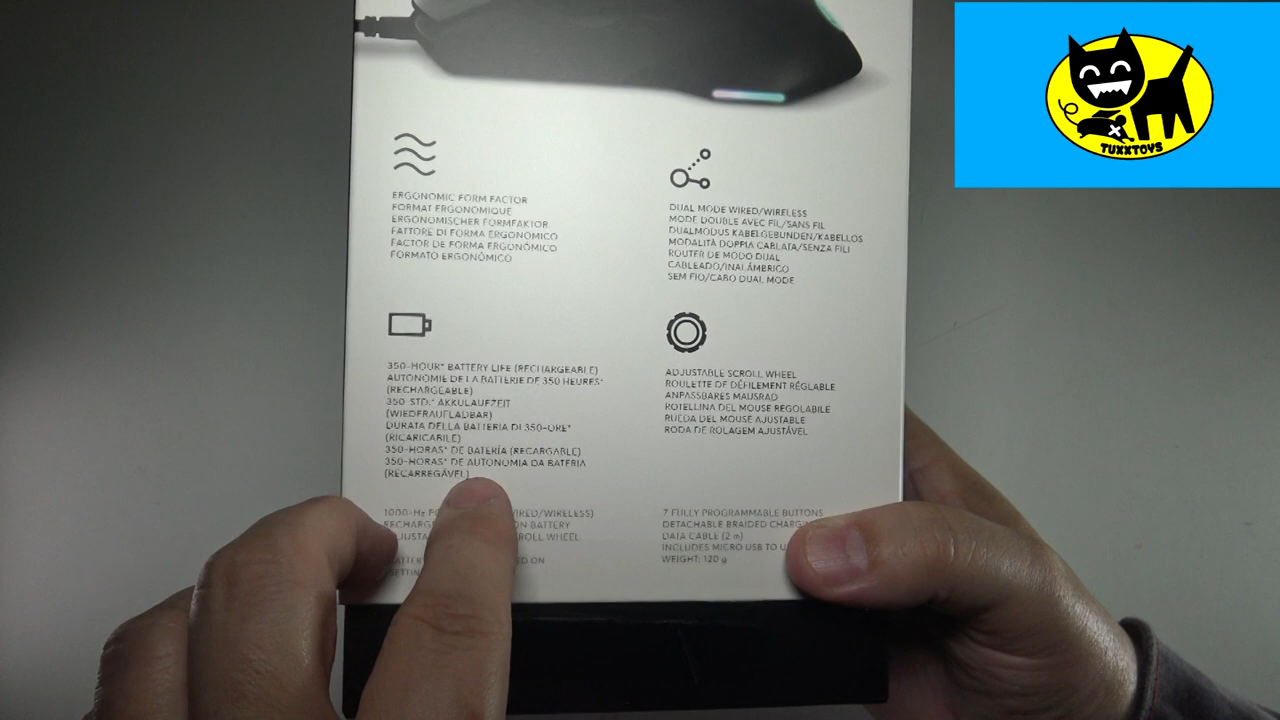 TUXXTOYS
ERGONOMIC FORM FACTOR
FORMAT ERGONOMIQUE
ERGONOMISCHER FORMFAKTOR
FATTORE DI FORMA ERGONOMICO
FACTOR DE FORMA ERGONÓMICO
FORMATO ERGONÔMICO
DUAL MODE WIRED/WIRELESS
MODE DOUBLE AVEC FIL/SANS FIL
DUALMODUS KABELGEBUNDEN/KABELLOS
MODALITÀ DOPPIA CABLATA/SENZA FILI
ROUTER DE MODO DUAL
CABLEADO/INALÁMBRICO
SEM FIO/CABO DUAL MODE
350-HOUR* BATTERY LIFE (RECHARGEABLE)
AUTONOMIE DE LA BATTERIE DE 350 HEURES*
(RECHARGEABLE)
350-STD.* AKKULAUFZEIT
(WIEDERAUFLADBAR)
DURATA DELLA BATTERIA DI 350-ORE*
(RICARICABILE)
350-HORAS* DE BATERÍA (RECARGABLE)
350-HORAS* DE AUTONOMIA DA BATERIA
(RECARREGÁVEL)
ADJUSTABLE SCROLL WHEEL
ROULETTE DE DÉFILEMENT RÉGLABLE
ANPASSBARES MAUSRAD
ROTELLINA DEL MOUSE REGOLABILE
RUEDA DEL MOUSE AJUSTABLE
RODA DE ROLAGEM AJUSTÁVEL
1000-Hz WIRED/WIRELESS)
BATTERY
SCROLL WHEEL
ON
7 FULLY PROGRAMMABLE BUTTONS
DETACHABLE BRAIDED
DATA CABLE (2 m)
INCLUDES MICRO USB TO
WEIGHT: 120 g